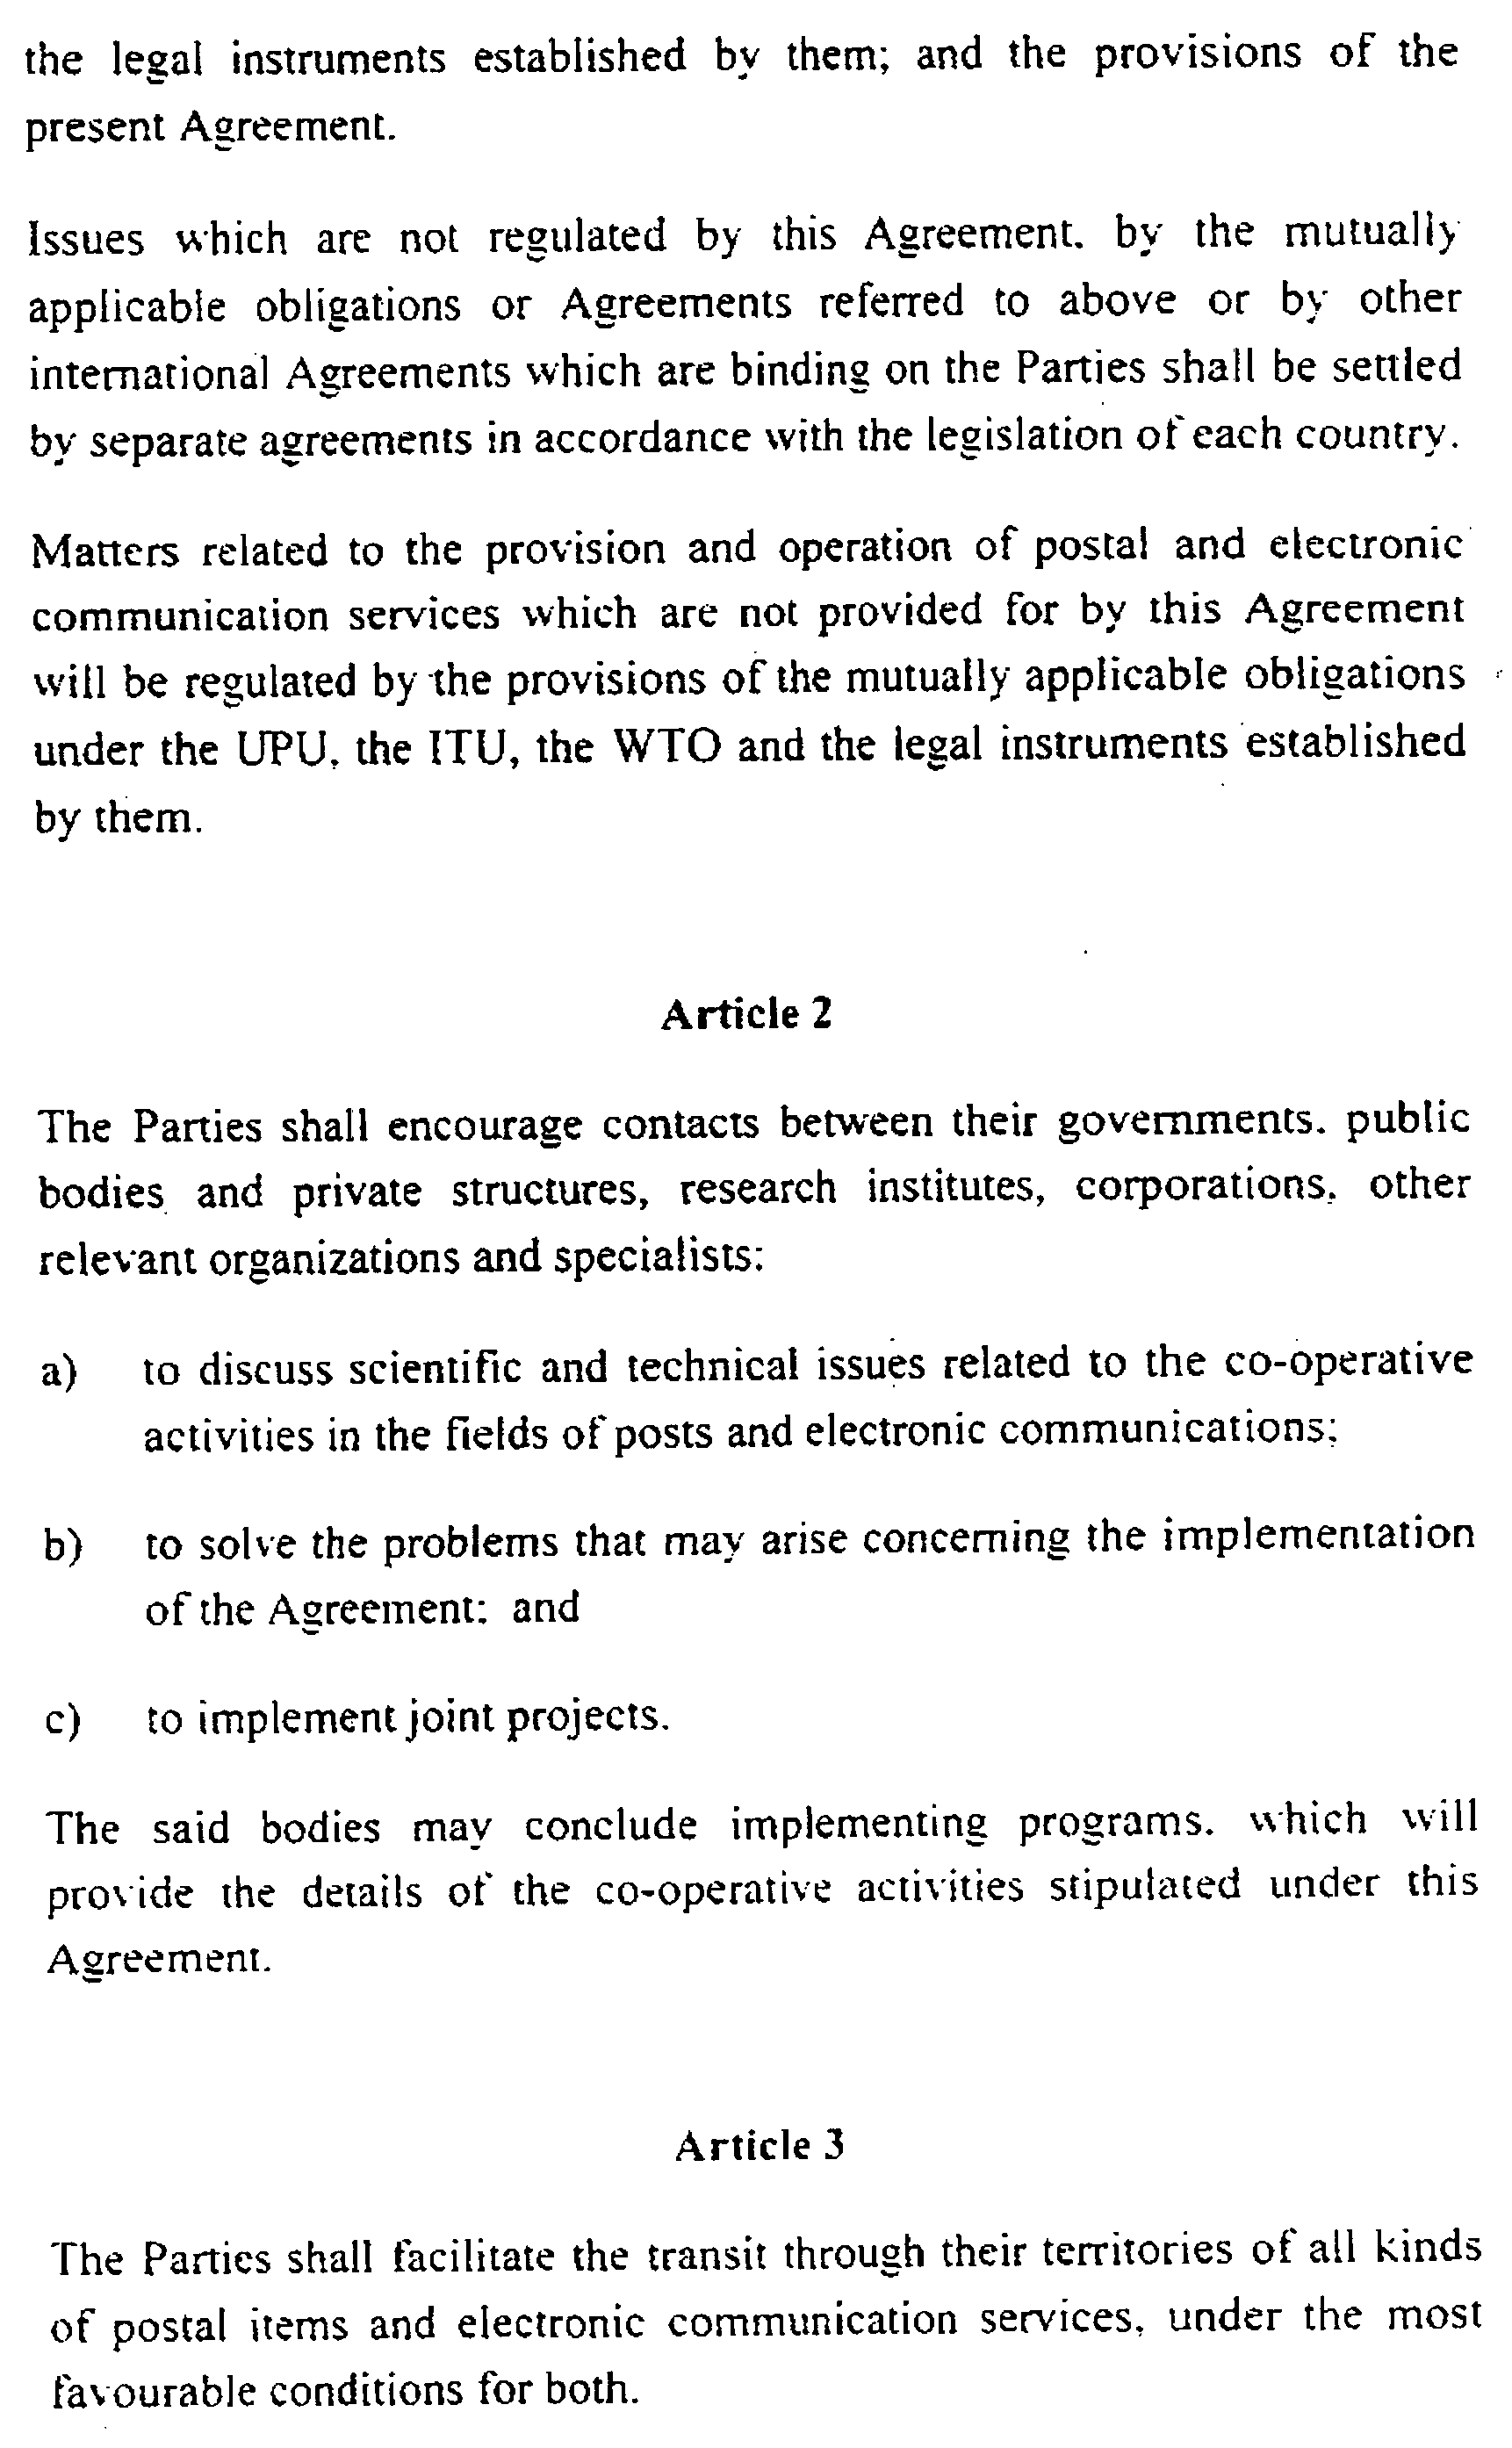 the legal instruments established by them; and the provisions of the
present Agreement.
Issues which are not regulated by this Agreement, by the mutually
applicable obligations or Agreements referred to above or by other
international Agreements which are binding on the Parties shall be settled
by separate agreements in accordance with the legislation of each country.
Matters related to the provision and operation of postal and electronic
communication services which are not provided for by this Agreement
will be regulated by the provisions of the mutually applicable obligations
under the UPU, the ITU, the WTO and the legal instruments established
by them.
Article 2
The Parties shall encourage contacts between their governments, public
bodies and private structures, research institutes, corporations, other
relevant organizations and specialists:
a) to discuss scientific and technical issues related to the co-operative
activities in the fields of posts and electronic communications;
b) to solve the problems that may arise concerning the implementation
of the Agreement; and
c) to implement joint projects.
The said bodies may conclude implementing programs, which will
provide the details of the co-operative activities stipulated under this
Agreement.
Article 3
The Parties shall facilitate the transit through their territories of all kinds
of postal items and electronic communication services, under the most
favourable conditions for both.